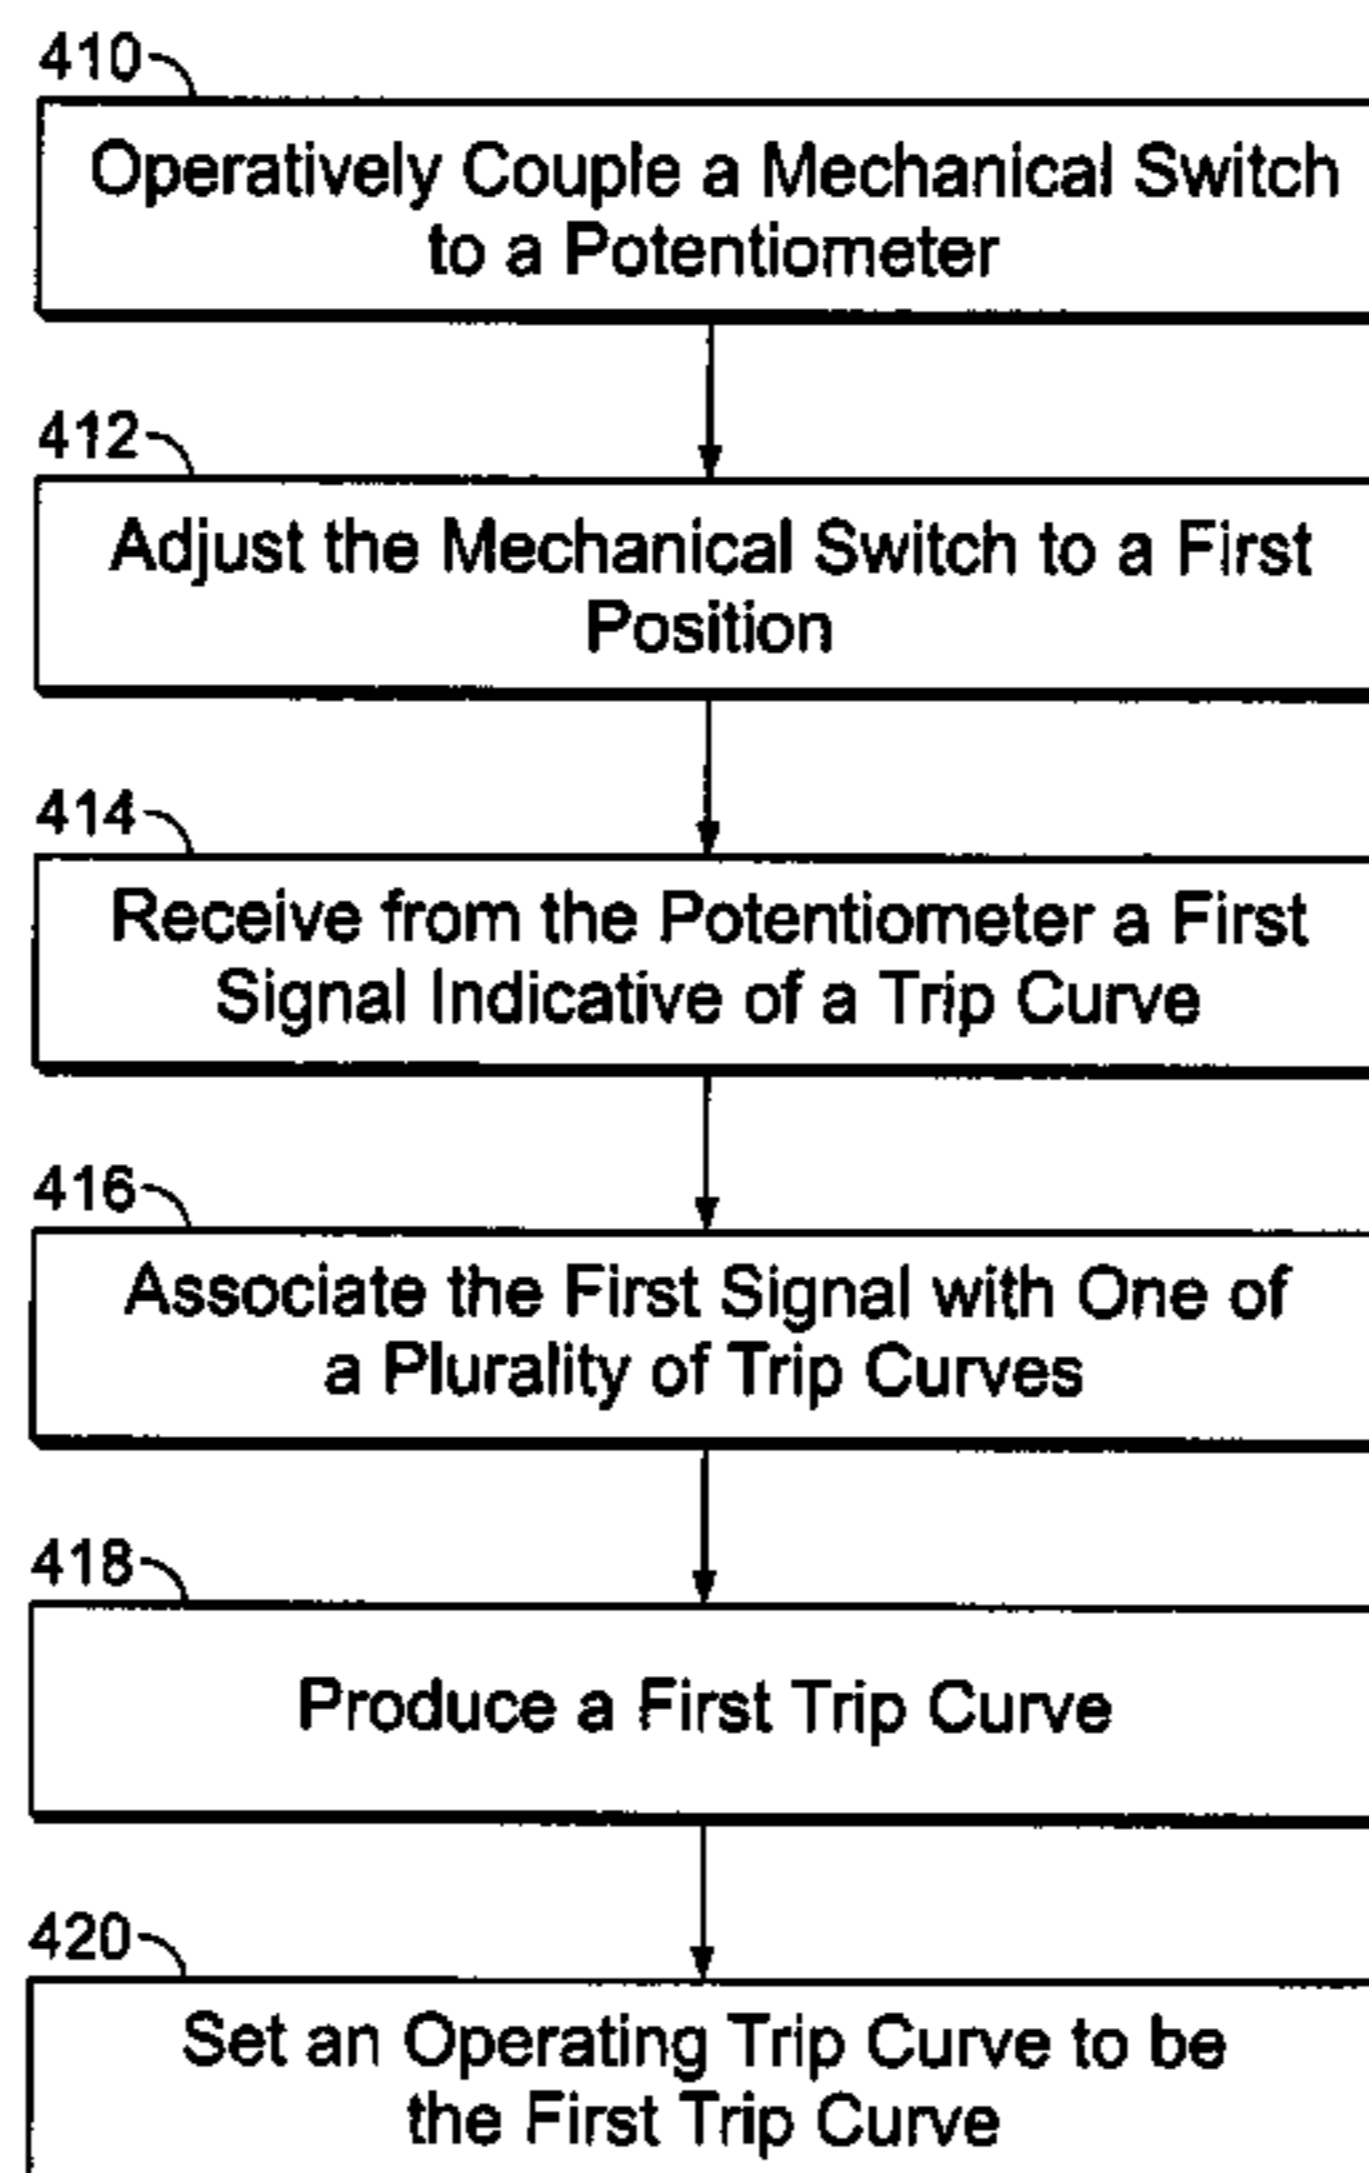 410
Operatively Couple a Mechanical Switch
to a Potentiometer
412
Adjust the Mechanical Switch to a First
Position
414
Receive from the Potentiometer a First
Signal Indicative of a Trip Curve
416
Associate the First Signal with One of
a Plurality of Trip Curves
418
Produce a First Trip Curve
420
Set an Operating Trip Curve to be
the First Trip Curve